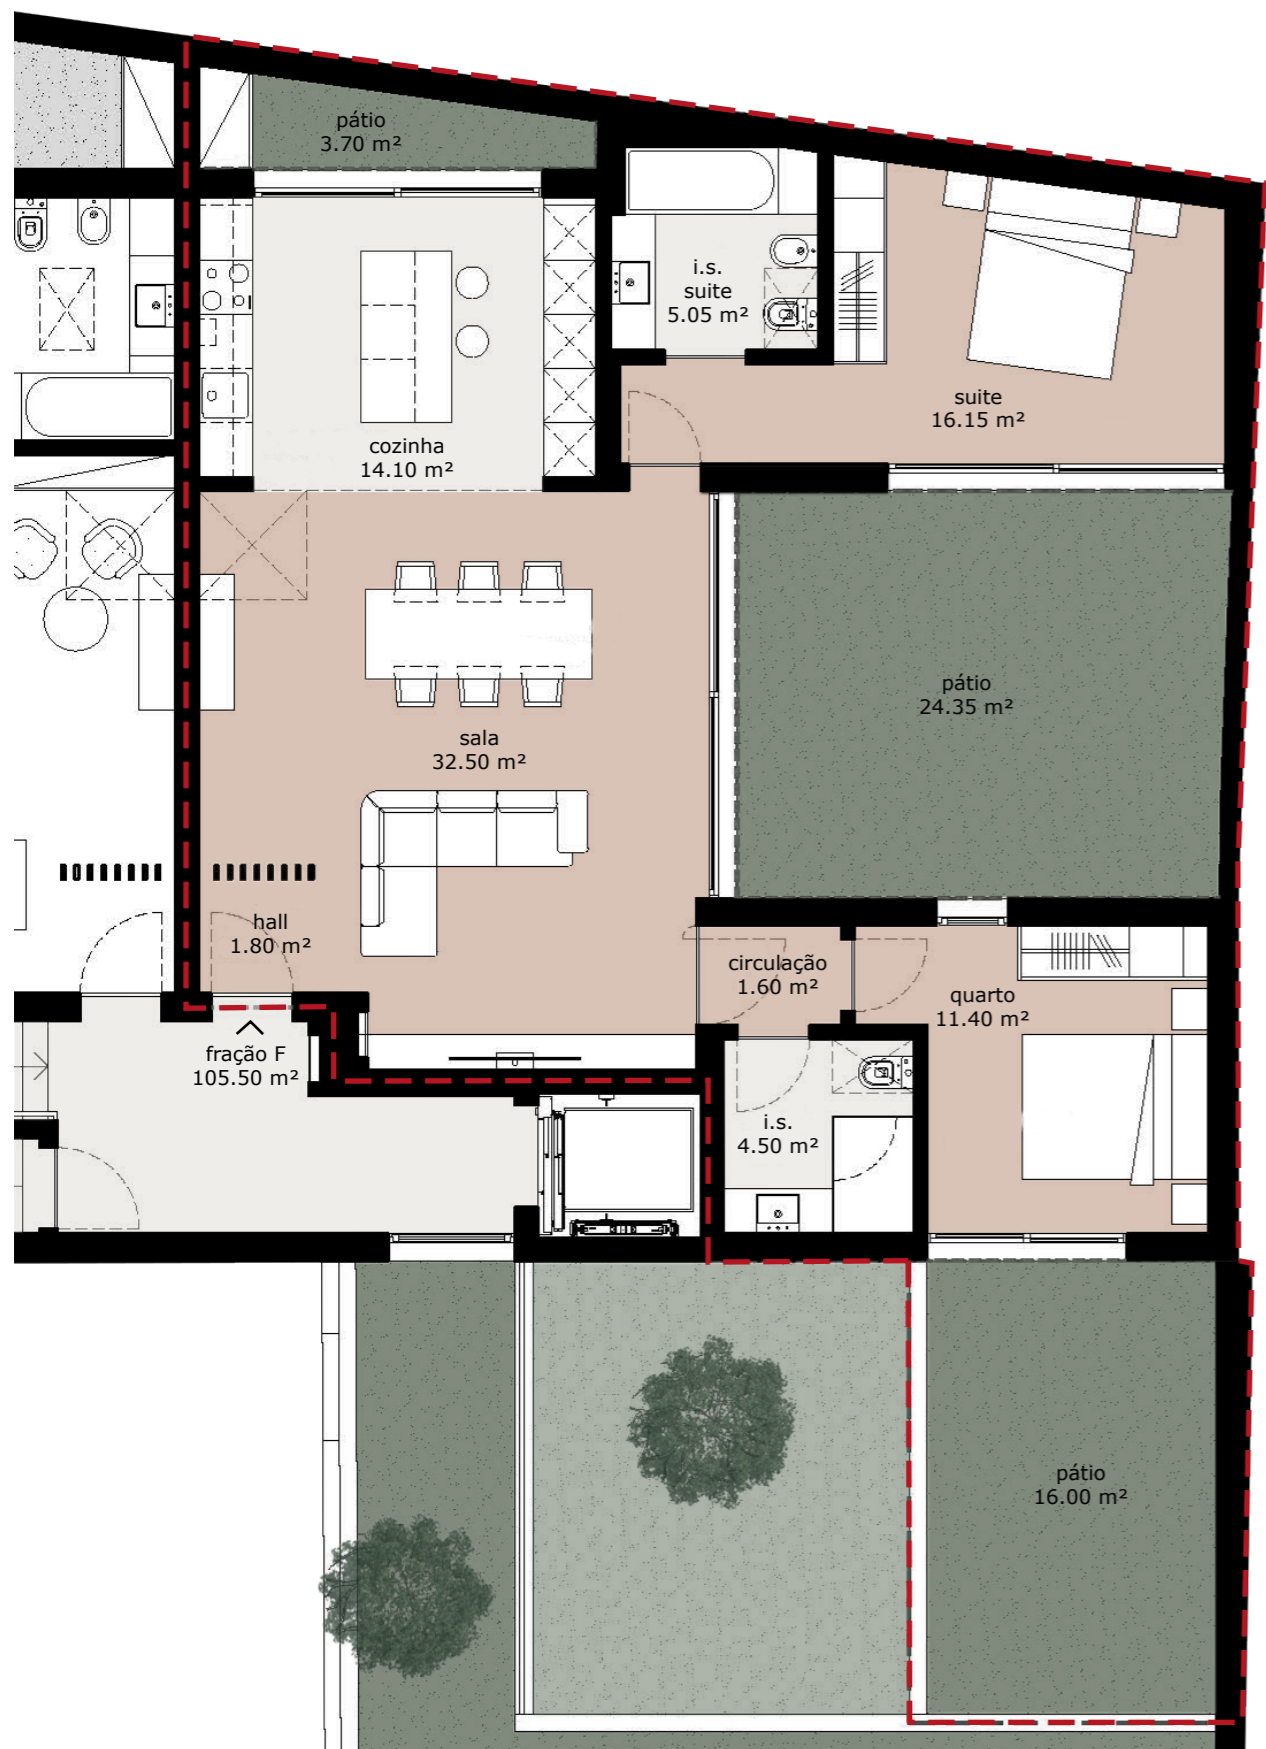 pátio
3.70 m²
i.s.
suite
5.05 m²
suite
16.15 m²
cozinha
14.10 m²
pátio
24.35 m²
sala
32.50 m²
hall
1.80 m²
circulação
1.60 m²
quarto
11.40 m²
fração F
105.50 m²
i.s.
4.50 m²
pátio
16.00 m²